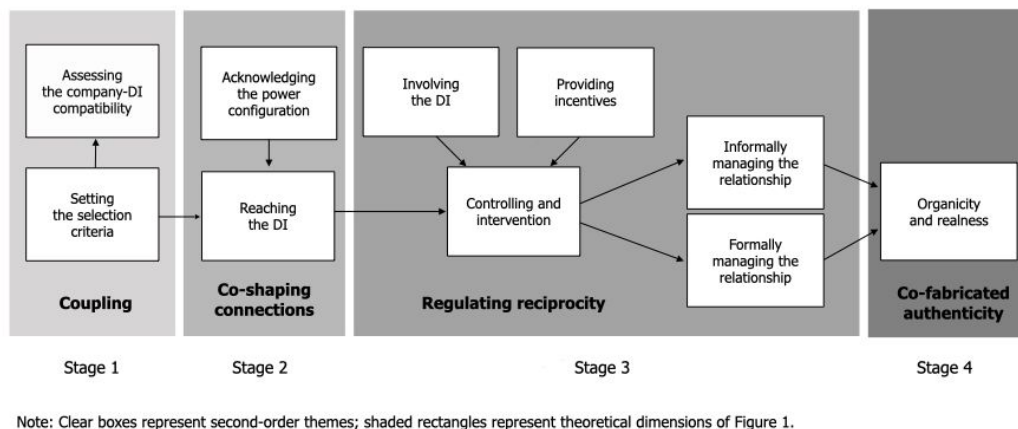 Assessing
the company-DI
compatibility
Setting
the selection
criteria
Coupling
Stage 1
Acknowledging
the power
configuration
Reaching
the DI
Co-shaping
connections
Stage 2
Involving
the DI
Providing
incentives
Controlling and
intervention
Informally
managing the
relationship
Formally
managing the
relationship
Regulating reciprocity
Stage 3
Organicity
and realness
Co-fabricated
authenticity
Stage 4
Note: Clear boxes represent second-order themes; shaded rectangles represent theoretical dimensions of Figure 1.